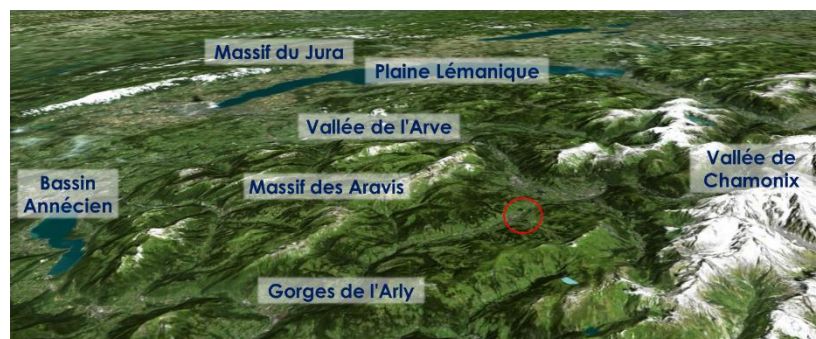 Massif du Jura
Plaine Lémanique
Vallée de l'Arve
Vallée de
Chamonix
Bassin
Annécien
Massif des Aravis
Gorges de l'Arly